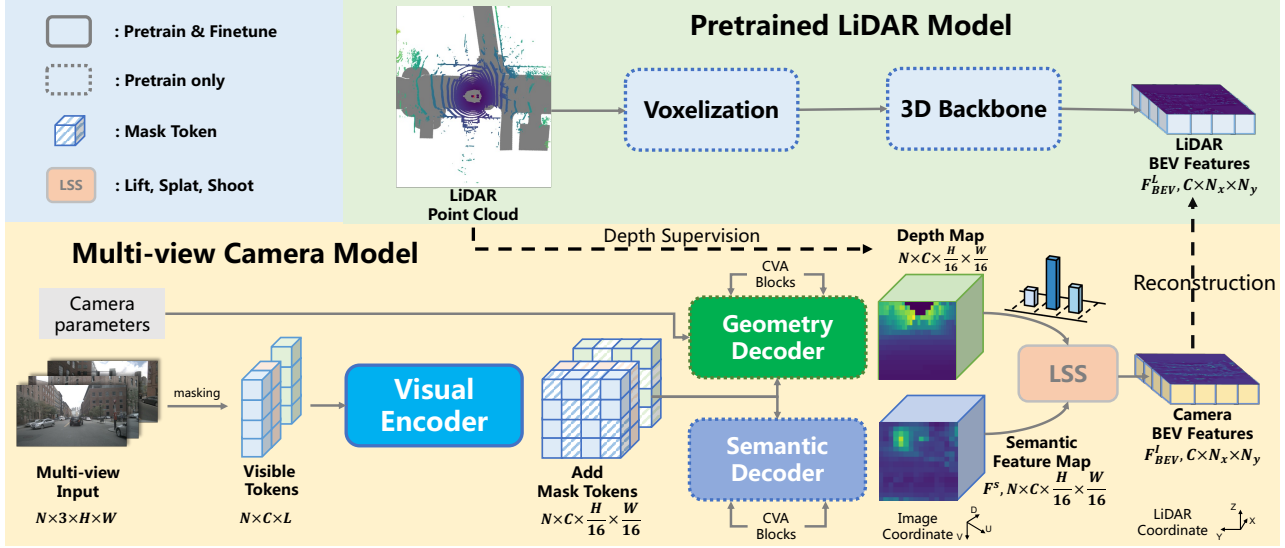 : Pretrain & Finetune
: Pretrain only
: Mask Token
LSS
: Lift, Splat, Shoot
Pretrained LiDAR Model
LiDAR
Point Cloud
Voxelization
3D Backbone
LiDAR
BEV Features
F^L_BEV, C×N_x×N_y
Multi-view Camera Model
Depth Supervision
Depth Map
N×C×H/16×W/16
Reconstruction
Camera
parameters
CVA
Blocks
Geometry
Decoder
masking
Visual
Encoder
Semantic
Decoder
LSS
Multi-view
Input
N×3×H×W
Visible
Tokens
N×C×L
Add
Mask Tokens
N×C×H/16×W/16
CVA
Blocks
Semantic
Feature Map
F^s, N×C×H/16×W/16
Camera
BEV Features
F^I_BEV, C×N_x×N_y
Image
Coordinate
D
U
V
LiDAR
Coordinate
Z
X
Y